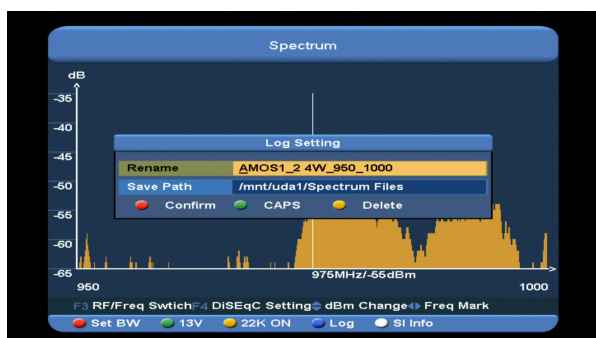 Spectrum
dB
-35
-40
Log Setting
-45
Rename AMOS1_2 4W_950_1000
-50 Save Path /mnt/uda1/Spectrum Files
Confirm CAPS Delete
-55
-60
-65 975MHz/-55dBm
950 1000
F3 RF/Freq Swtich F4 DiSEqC Setting dBm Change Freq Mark
Set BW 13V 22K ON Log SI Info